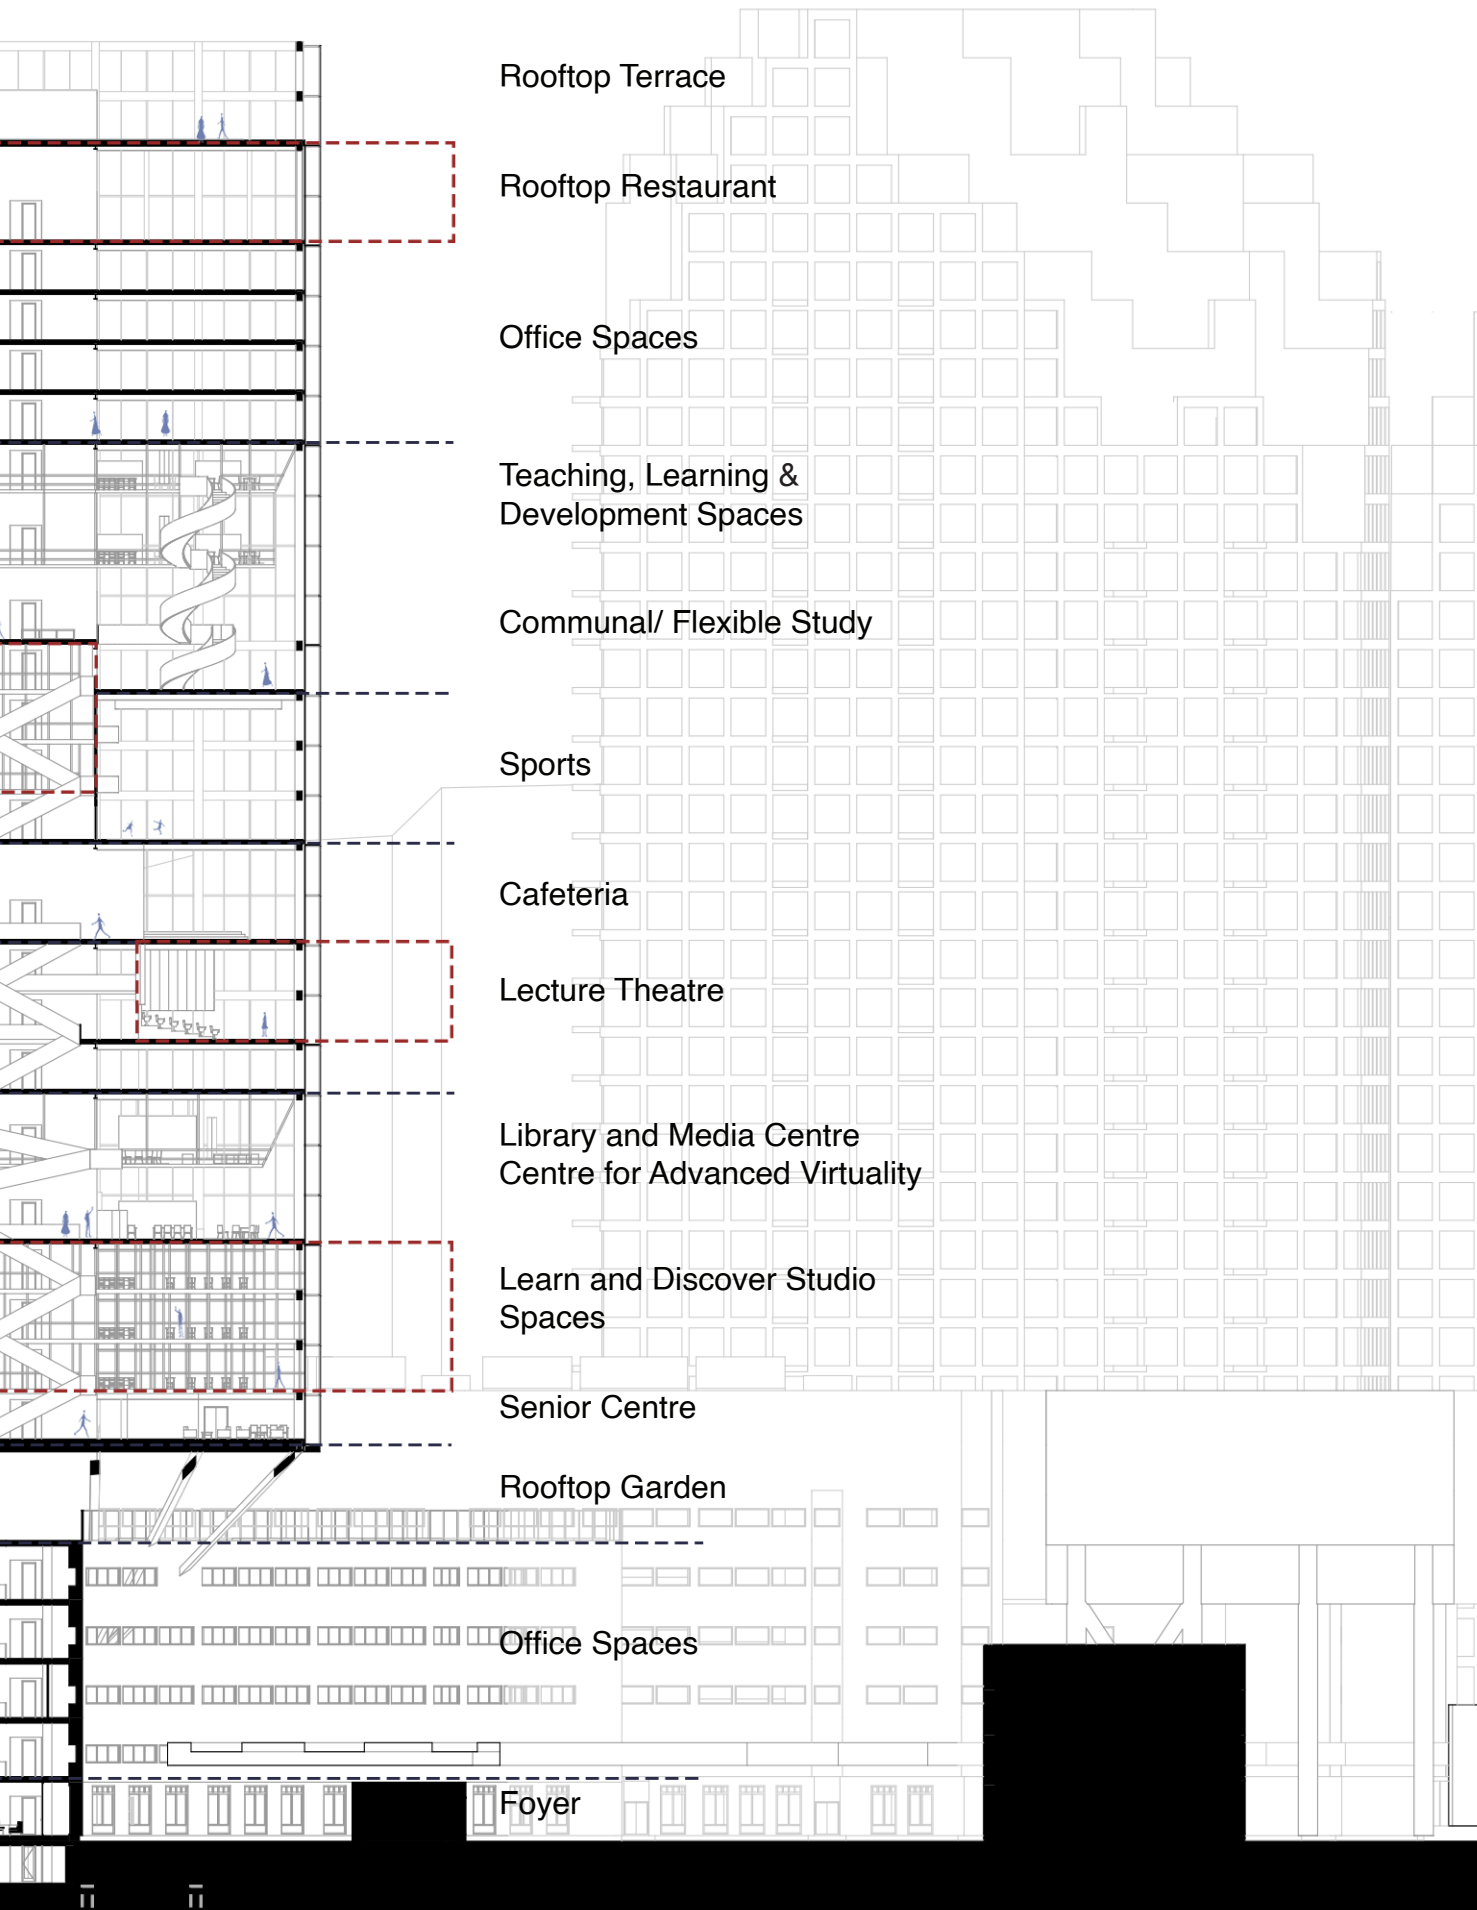 Rooftop Terrace
Rooftop Restaurant
Office Spaces
Teaching, Learning &
Development Spaces
Communal/ Flexible Study
Sports
Cafeteria
Lecture Theatre
Library and Media Centre
Centre for Advanced Virtuality
Learn and Discover Studio
Spaces
Senior Centre
Rooftop Garden
Office Spaces
Foyer